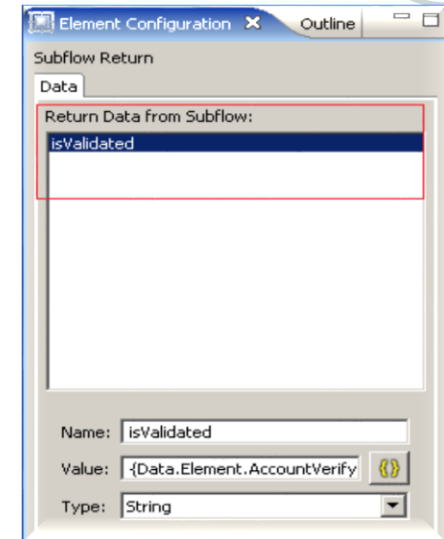 Element Configuration Outline
Subflow Return
Data
Return Data from Subflow:
isValidated
Name: isValidated
Value: {Data.Element.AccountVerify {}
Type: String